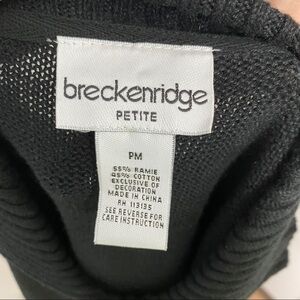 breckenridge
PETITE
PM
55% RAMIE
45% COTTON
EXCLUSIVE OF
DECORATION
MADE IN CHINA
RN 113135
SEE REVERSE FOR
CARE INSTRUCTION